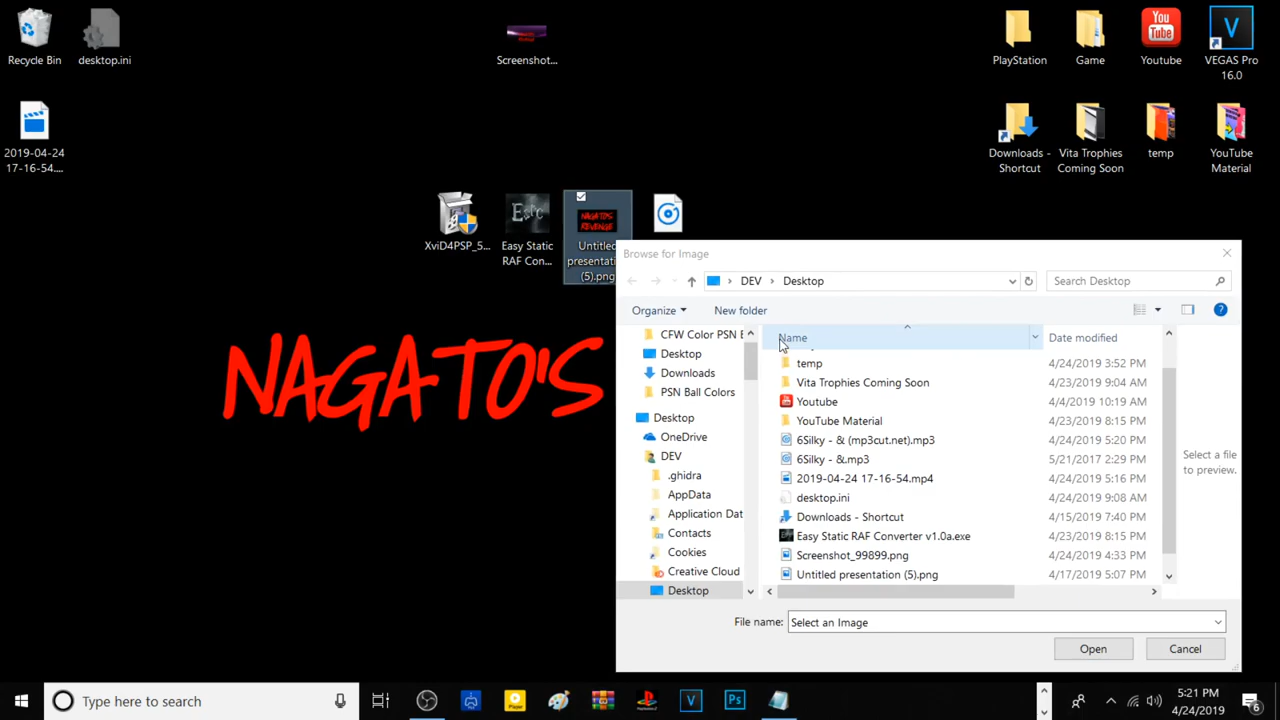 Recycle Bin
desktop.ini
Screenshot...
PlayStation
Game
You
Tube
Youtube
V
VEGAS Pro
16.0
2019-04-24
17-16-54....
Downloads -
Shortcut
Vita Trophies
Coming Soon
temp
YouTube
Material
XviD4PSP_5...
Esrc
Easy Static
RAF Con...
NAGATO'S
REVENGE
Untitled
presentati
(5).png
NAGATO'S
Browse for Image
DEV
Desktop
Search Desktop
Organize
New folder
CFW Color PSN B
Desktop
Downloads
PSN Ball Colors
Desktop
OneDrive
DEV
.ghidra
AppData
Application Dat
Contacts
Cookies
Creative Cloud
Desktop
Name
Date modified
temp 4/24/2019 3:52 PM
Vita Trophies Coming Soon 4/23/2019 9:04 AM
Youtube 4/4/2019 10:19 AM
YouTube Material 4/23/2019 8:15 PM
6Silky - & (mp3cut.net).mp3 4/24/2019 5:20 PM
6Silky - &.mp3 5/21/2017 2:29 PM
2019-04-24 17-16-54.mp4 4/24/2019 5:16 PM
desktop.ini 4/24/2019 9:08 AM
Downloads - Shortcut 4/15/2019 7:40 PM
Easy Static RAF Converter v1.0a.exe 4/23/2019 8:15 PM
Screenshot_99899.png 4/24/2019 4:33 PM
Untitled presentation (5).png 4/17/2019 5:07 PM
Select a file
to preview.
File name: Select an Image
Open
Cancel
Type here to search
Player
V
Ps
5:21 PM
4/24/2019
6